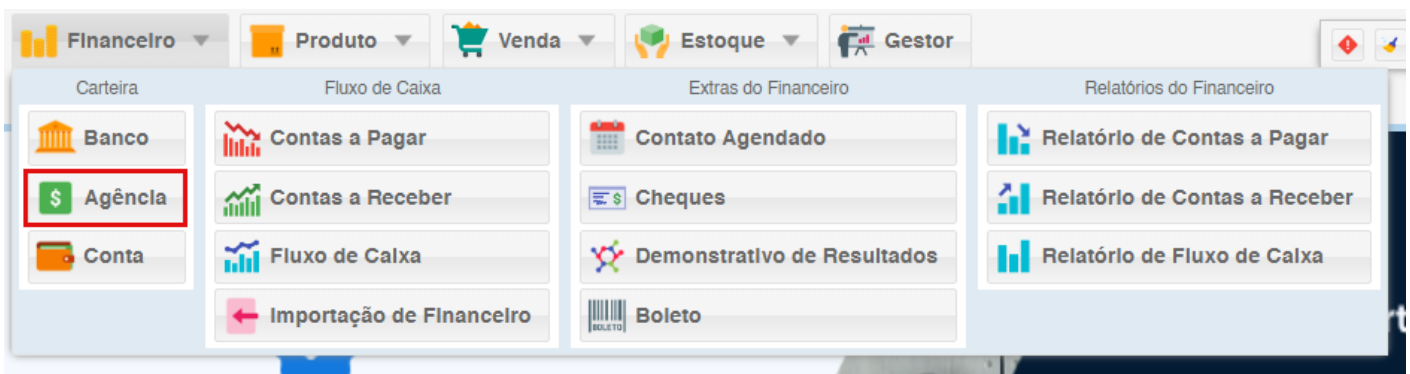 Financeiro
Produto
Venda
Estoque
Gestor
Carteira
Banco
Agência
Conta
Fluxo de Caixa
Contas a Pagar
Contas a Receber
Fluxo de Caixa
Importação de Financeiro
Extras do Financeiro
Contato Agendado
Cheques
Demonstrativo de Resultados
BOLETO
Boleto
Relatórios do Financeiro
Relatório de Contas a Pagar
Relatório de Contas a Receber
Relatório de Fluxo de Caixa